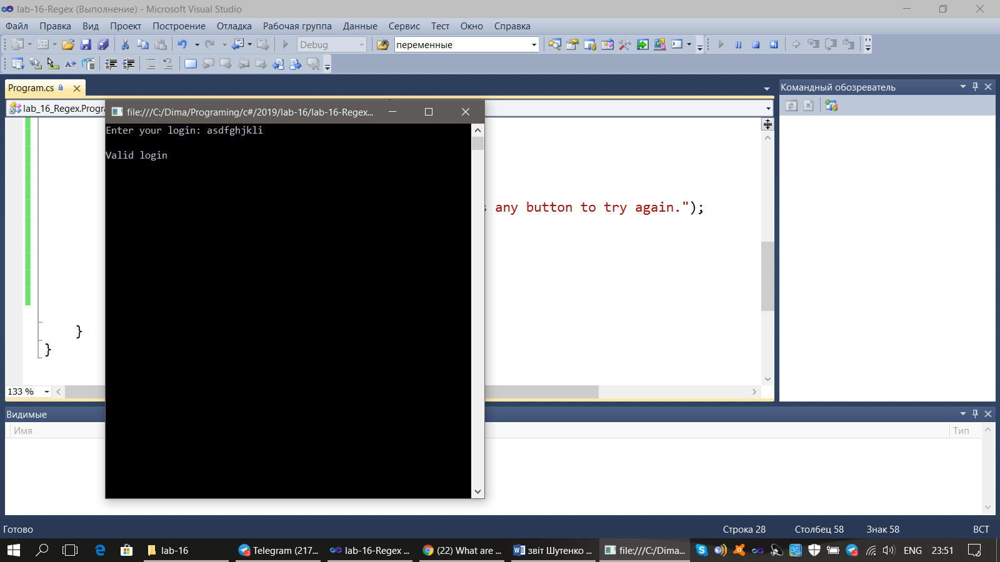 lab-16-Regex (Выполнение) - Microsoft Visual Studio
Файл Правка Вид Проект Построение Отладка Рабочая группа Данные Сервис Тест Окно Справка
Debug переменные
Program.cs
Командный обозреватель
lab_16_Regex.Progra
file:///C:/Dima/Programing/c#/2019/lab-16/lab-16-Regex...
Enter your login: asdfghjkli
Valid login
any button to try again.");
}
}
133 %
Видимые
Имя Тип
Готово Строка 28 Столбец 58 Знак 58 ВСТ
lab-16 Telegram (217... lab-16-Regex ... (22) What are ... звіт Шутенко ... file:///C:/Dima... ENG 23:51